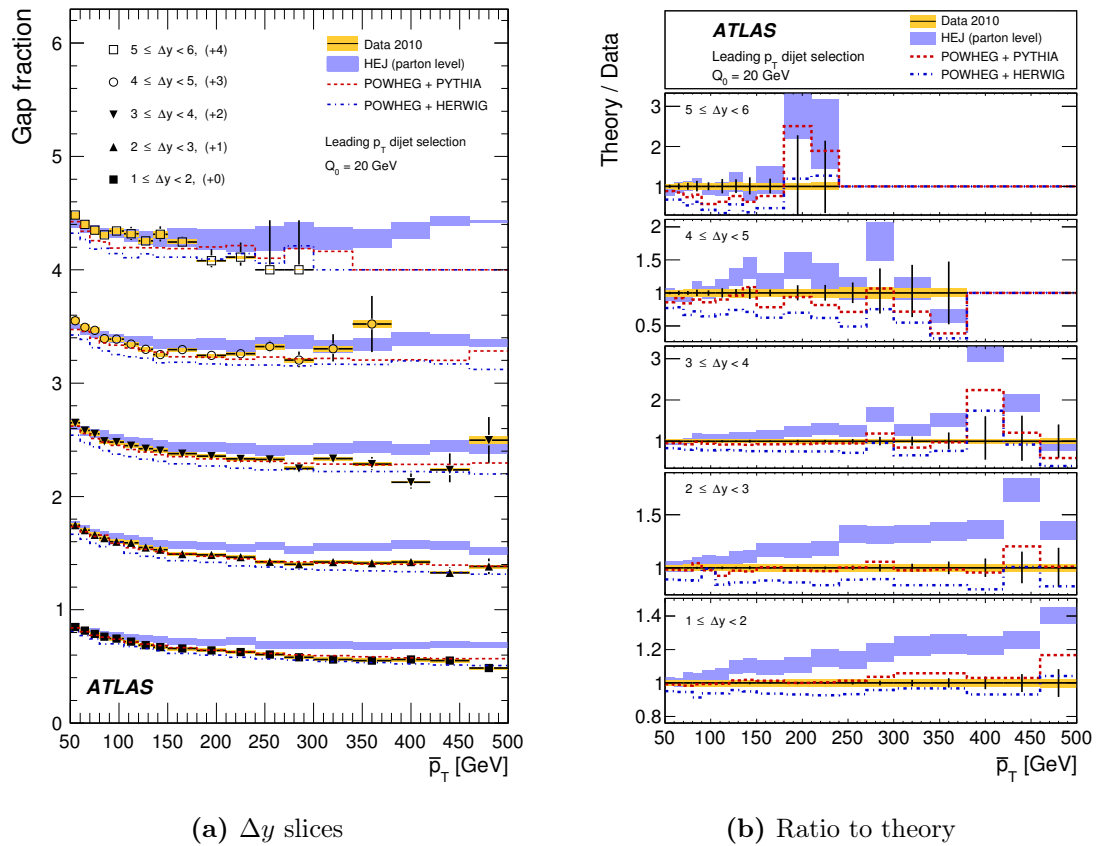 Gap fraction
6
5 ≤ Δy < 6, (+4)
4 ≤ Δy < 5, (+3)
3 ≤ Δy < 4, (+2)
2 ≤ Δy < 3, (+1)
1 ≤ Δy < 2, (+0)
Data 2010
HEJ (parton level)
POWHEG + PYTHIA
POWHEG + HERWIG
Leading p_T dijet selection
Q_0 = 20 GeV
5
4
3
2
1
ATLAS
0
50 100 150 200 250 300 350 400 450 500
p̅_T [GeV]
(a) Δy slices
Theory / Data
ATLAS
Leading p_T dijet selection
Q_0 = 20 GeV
Data 2010
HEJ (parton level)
POWHEG + PYTHIA
POWHEG + HERWIG
5 ≤ Δy < 6
3
2
1
4 ≤ Δy < 5
2
1.5
1
0.5
3 ≤ Δy < 4
3
2
1
2 ≤ Δy < 3
1.5
1
1 ≤ Δy < 2
1.4
1.2
1
0.8
50 100 150 200 250 300 350 400 450 500
p̅_T [GeV]
(b) Ratio to theory